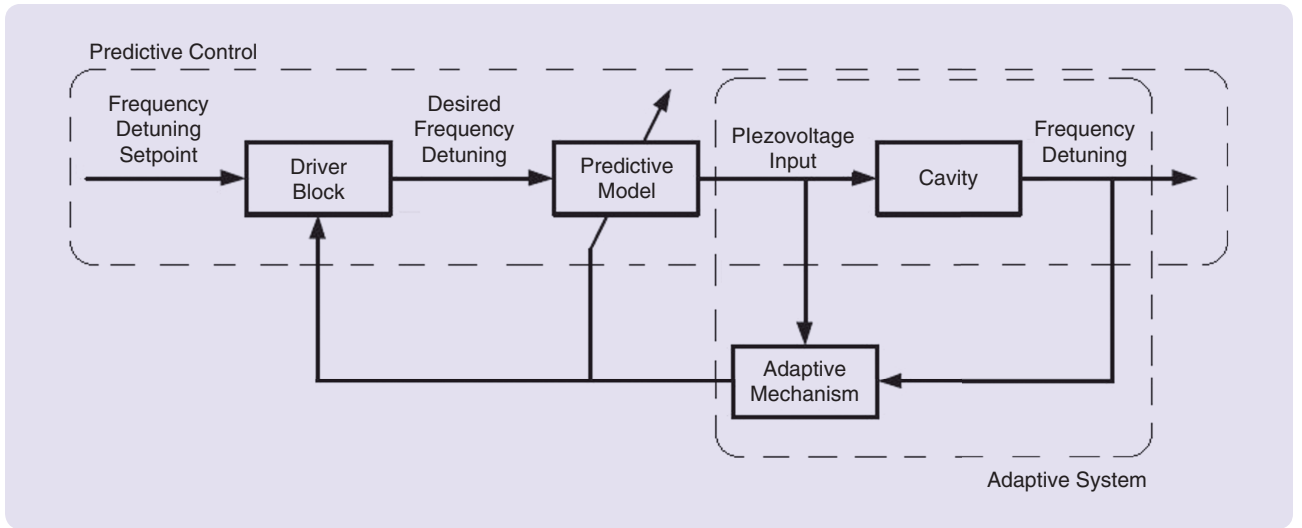 Predictive Control
Frequency
Detuning
Setpoint
Driver
Block
Desired
Frequency
Detuning
Predictive
Model
PIezovoltage
Input
Cavity
Frequency
Detuning
Adaptive
Mechanism
Adaptive System